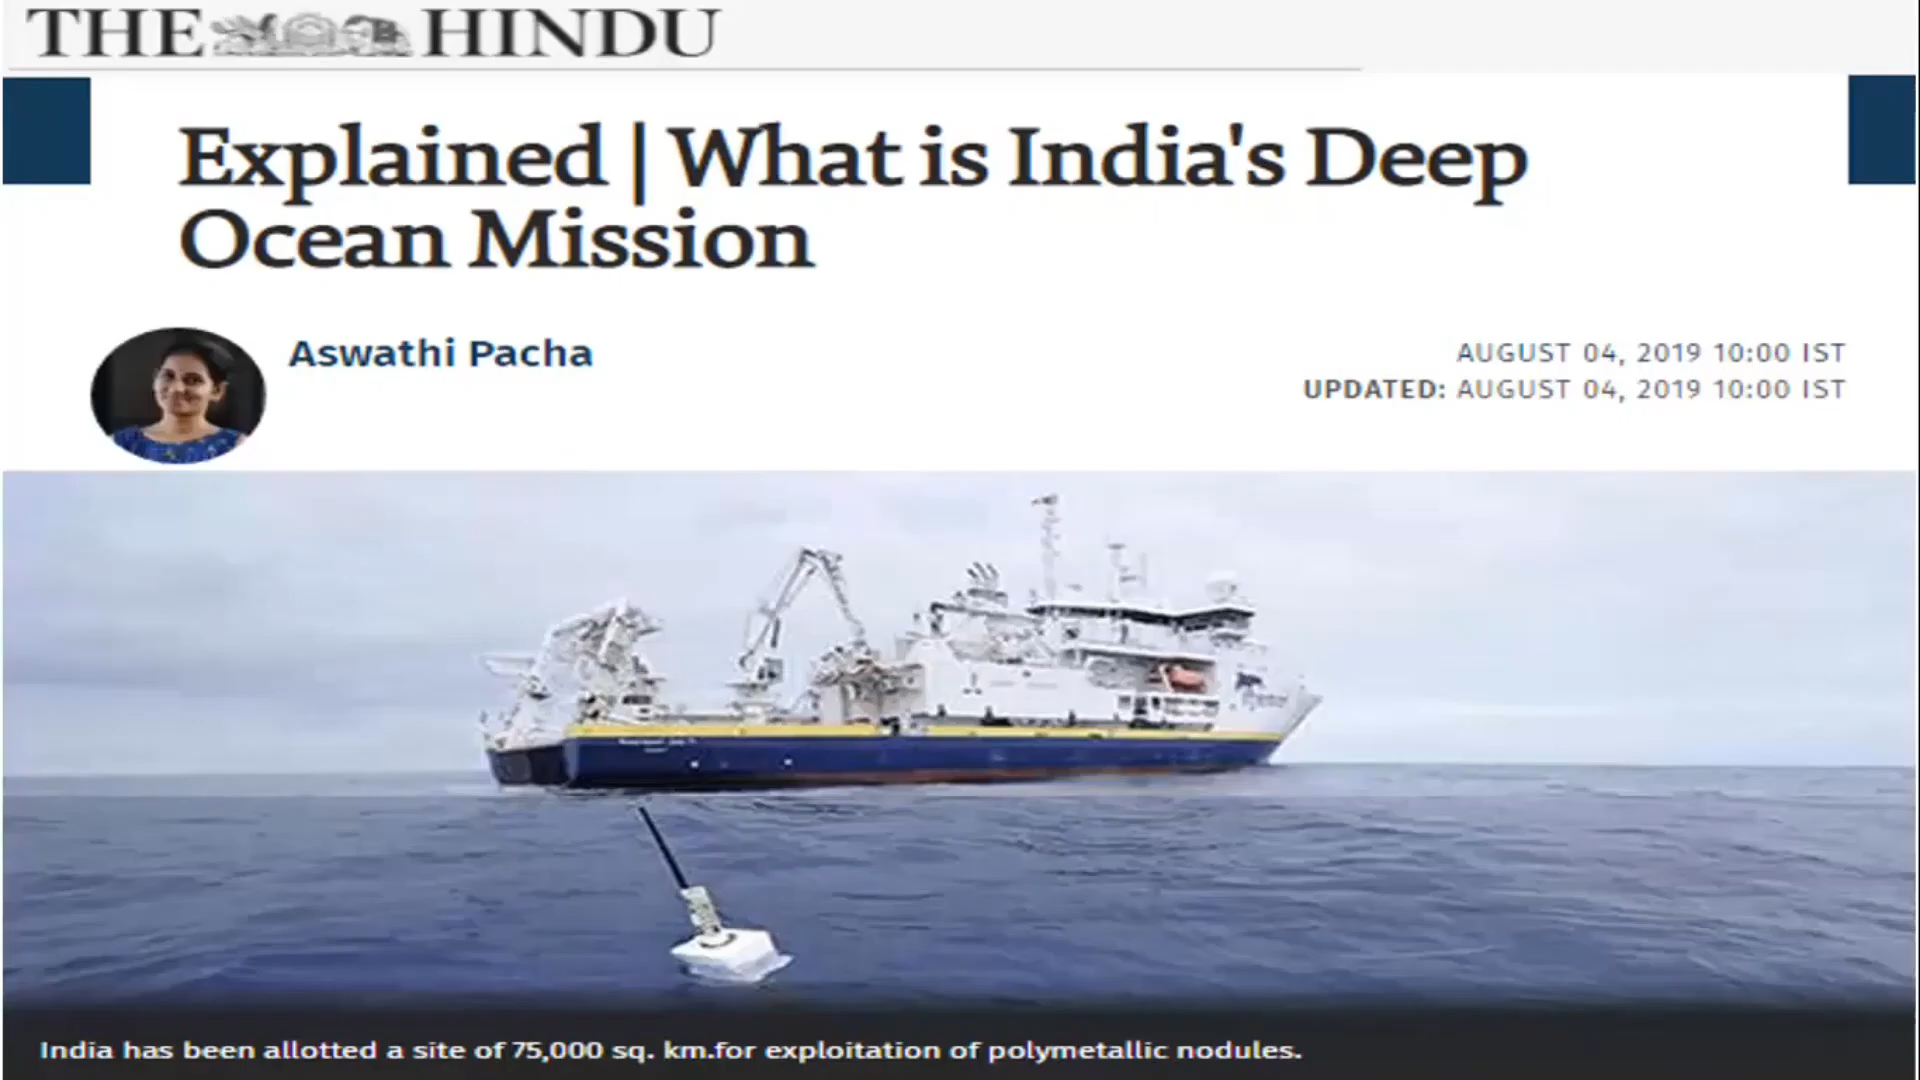 THE HINDU
Explained | What is India's Deep
Ocean Mission
Aswathi Pacha
AUGUST 04, 2019 10:00 IST
UPDATED: AUGUST 04, 2019 10:00 IST
India has been allotted a site of 75,000 sq. km.for exploitation of polymetallic nodules.